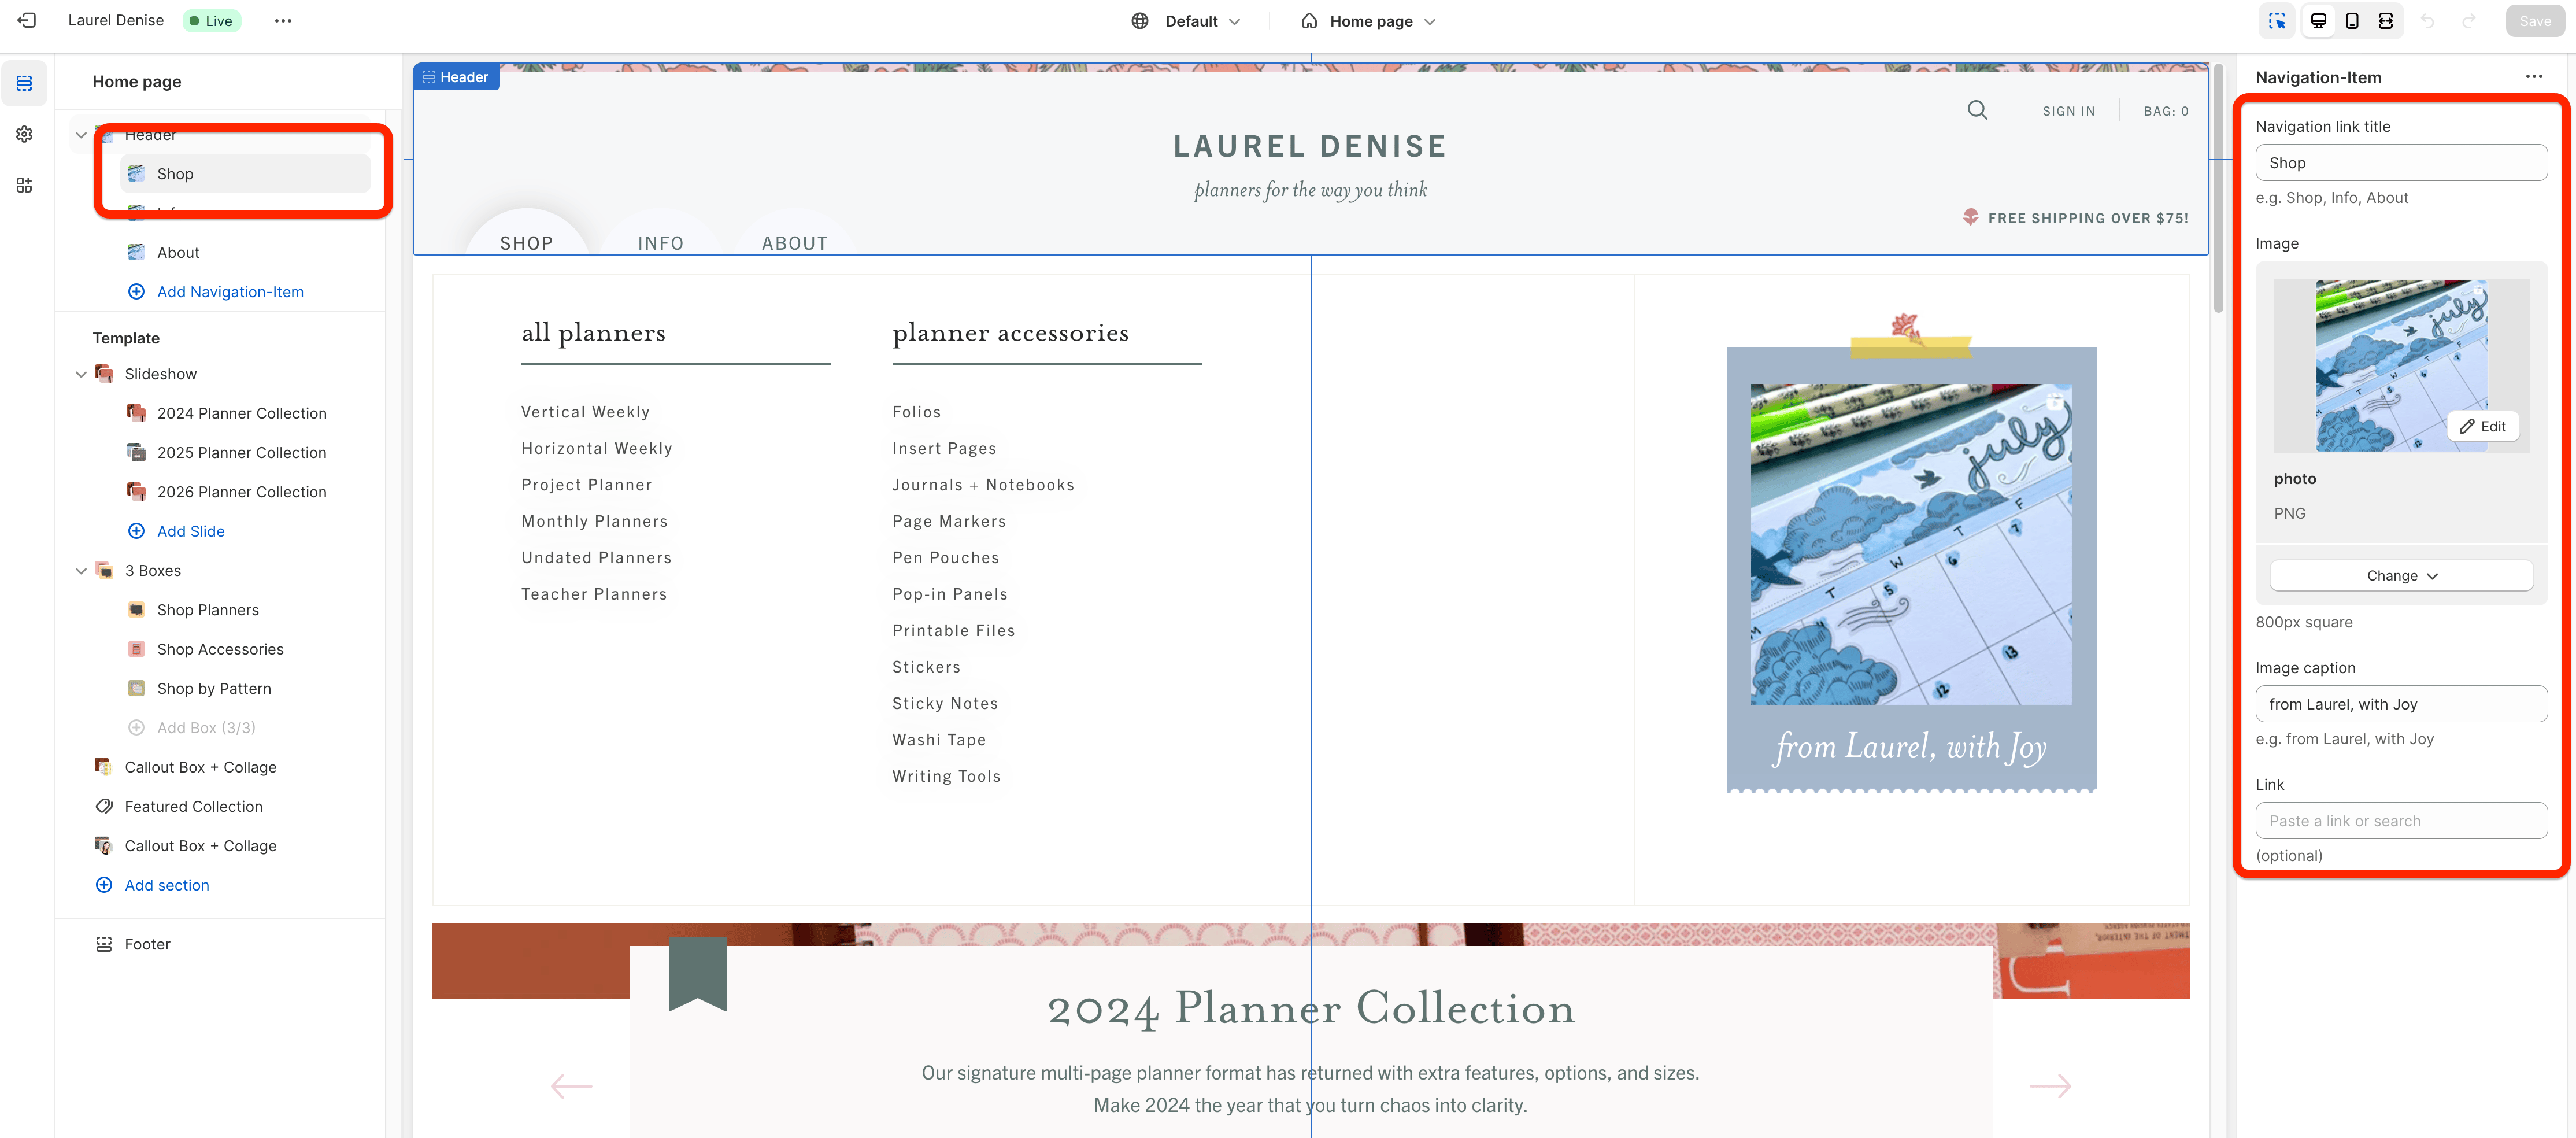 Laurel Denise
Live
Default
Home page
Save
Home page
Header
Shop
About
Add Navigation-Item
Template
Slideshow
2024 Planner Collection
2025 Planner Collection
2026 Planner Collection
Add Slide
3 Boxes
Shop Planners
Shop Accessories
Shop by Pattern
Add Box (3/3)
Callout Box + Collage
Featured Collection
Callout Box + Collage
Add section
Footer
Header
SIGN IN
BAG: 0
LAUREL DENISE
planners for the way you think
FREE SHIPPING OVER $75!
SHOP
INFO
ABOUT
all planners
Vertical Weekly
Horizontal Weekly
Project Planner
Monthly Planners
Undated Planners
Teacher Planners
planner accessories
Folios
Insert Pages
Journals + Notebooks
Page Markers
Pen Pouches
Pop-in Panels
Printable Files
Stickers
Sticky Notes
Washi Tape
Writing Tools
july
M T W T F
5 6 7
12 13
from Laurel, with Joy
2024 Planner Collection
Our signature multi-page planner format has returned with extra features, options, and sizes.
Make 2024 the year that you turn chaos into clarity.
Navigation-Item
Navigation link title
Shop
e.g. Shop, Info, About
Image
july
Edit
photo
PNG
Change
800px square
Image caption
from Laurel, with Joy
e.g. from Laurel, with Joy
Link
Paste a link or search
(optional)